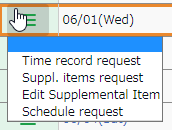 06/01(Wed)
Time record request
Suppl. items request
Edit Supplemental Item
Schedule request